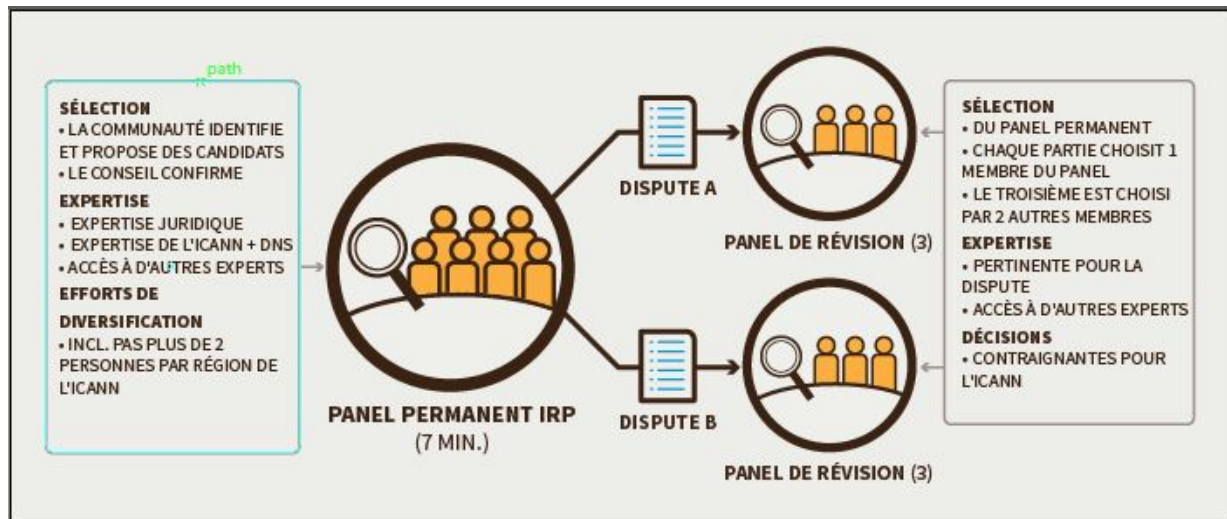 path
SÉLECTION
• LA COMMUNAUTÉ IDENTIFIE
ET PROPOSE DES CANDIDATS
• LE CONSEIL CONFIRME
EXPERTISE
• EXPERTISE JURIDIQUE
• EXPERTISE DE L'ICANN + DNS
• ACCÈS À D'AUTRES EXPERTS
EFFORTS DE
DIVERSIFICATION
• INCL. PAS PLUS DE 2
PERSONNES PAR RÉGION DE
L'ICANN
PANEL PERMANENT IRP
(7 MIN.)
DISPUTE A
PANEL DE RÉVISION (3)
DISPUTE B
PANEL DE RÉVISION (3)
SÉLECTION
• DU PANEL PERMANENT
• CHAQUE PARTIE CHOISIT 1
MEMBRE DU PANEL
• LE TROISIÈME EST CHOISI
PAR 2 AUTRES MEMBRES
EXPERTISE
• PERTINENTE POUR LA
DISPUTE
• ACCÈS À D'AUTRES EXPERTS
DÉCISIONS
• CONTRAIGNANTES POUR
L'ICANN